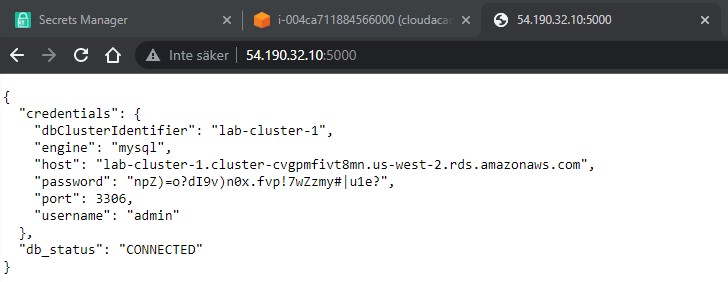 Secrets Manager
i-004ca711884566000 (cloudacad
54.190.32.10:5000
Inte säker
54.190.32.10:5000
{
"credentials": {
"dbClusterIdentifier": "lab-cluster-1",
"engine": "mysql",
"host": "lab-cluster-1.cluster-cvgpmfivt8mn.us-west-2.rds.amazonaws.com",
"password": "npZ)=o?dI9v)n0x.fvp!7wZzmy#|u1e?",
"port": 3306,
"username": "admin"
},
"db_status": "CONNECTED"
}